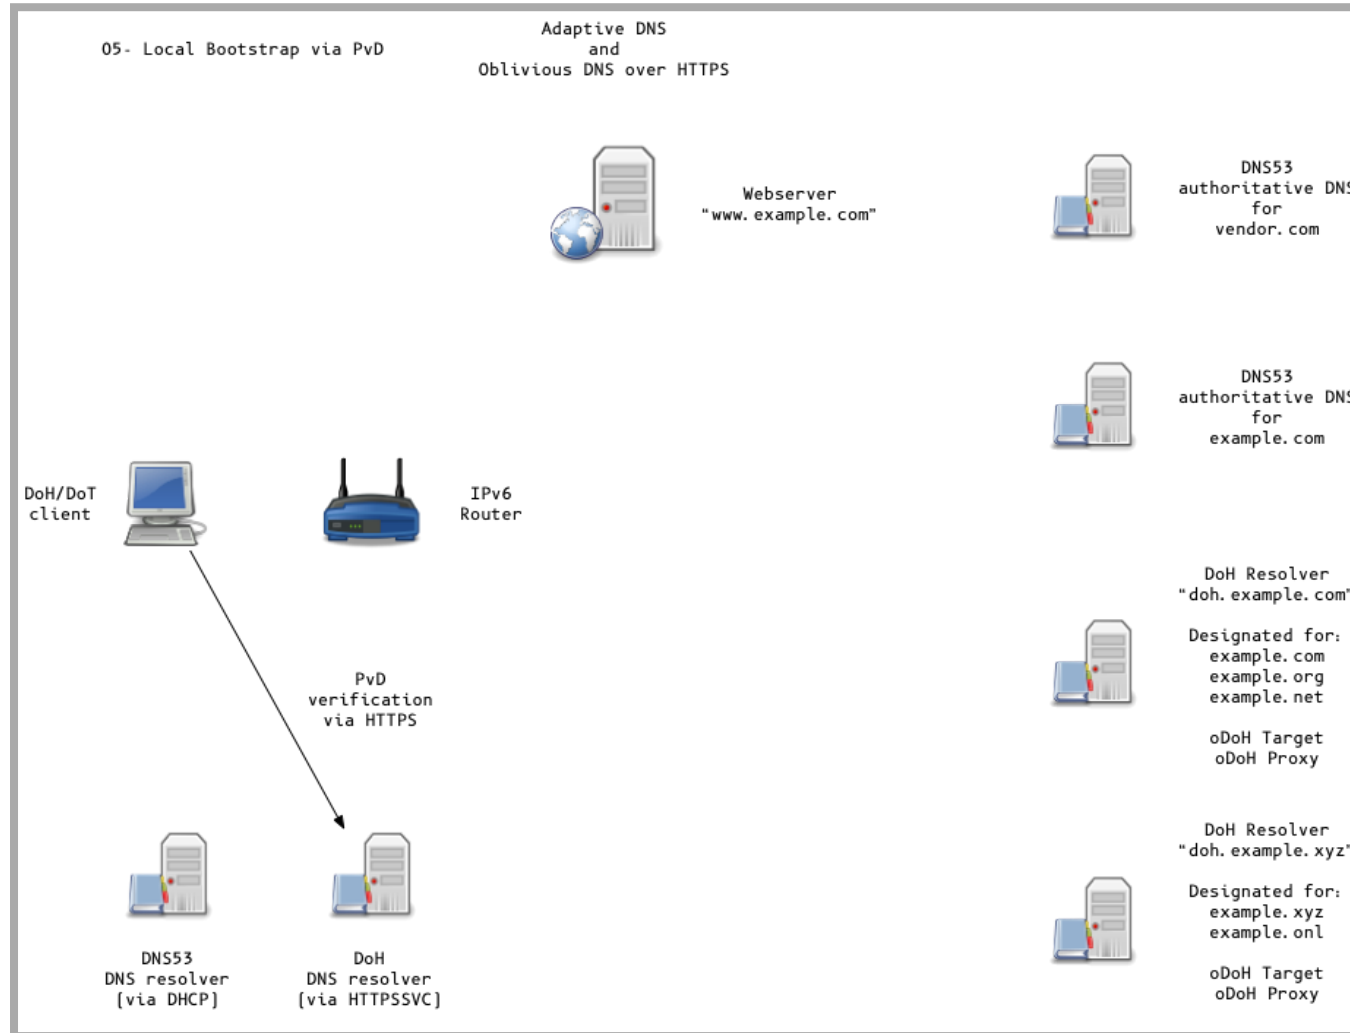 05- Local Bootstrap via PvD
Adaptive DNS
and
Oblivious DNS over HTTPS
Webserver
"www.example.com"
DNS53
authoritative DNS
for
vendor.com
DNS53
authoritative DNS
for
example.com
DoH/DoT
client
IPv6
Router
DoH Resolver
"doh.example.com"
Designated for:
example.com
example.org
example.net
oDoH Target
oDoH Proxy
PvD
verification
via HTTPS
DoH Resolver
"doh.example.xyz"
Designated for:
example.xyz
example.onl
oDoH Target
oDoH Proxy
DNS53
DNS resolver
[via DHCP]
DoH
DNS resolver
[via HTTPSSVC]